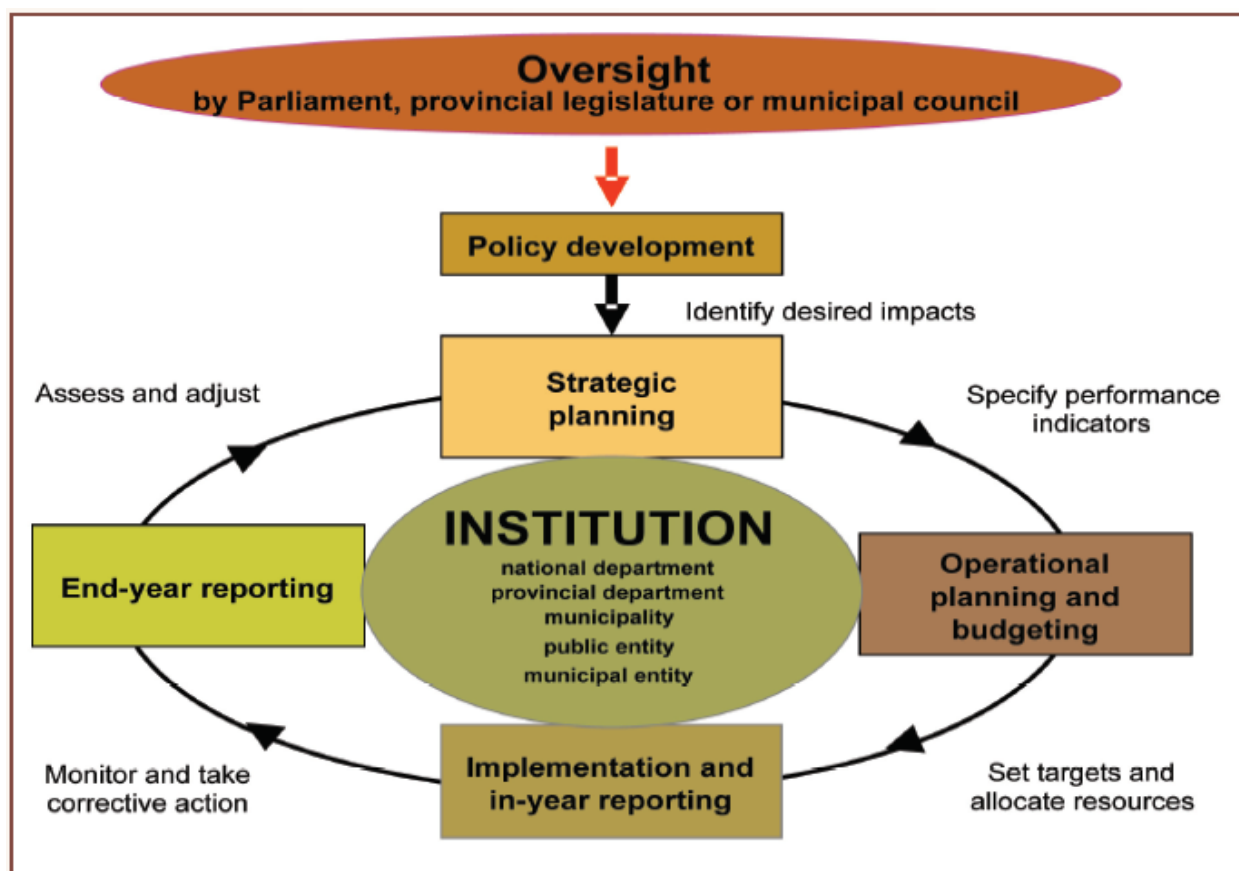 Oversight
by Parliament, provincial legislature or municipal council
Policy development
Identify desired impacts
Strategic
planning
Assess and adjust
Specify performance
indicators
INSTITUTION
national department
provincial department
municipality
public entity
municipal entity
End-year reporting
Operational
planning and
budgeting
Implementation and
in-year reporting
Monitor and take
corrective action
Set targets and
allocate resources